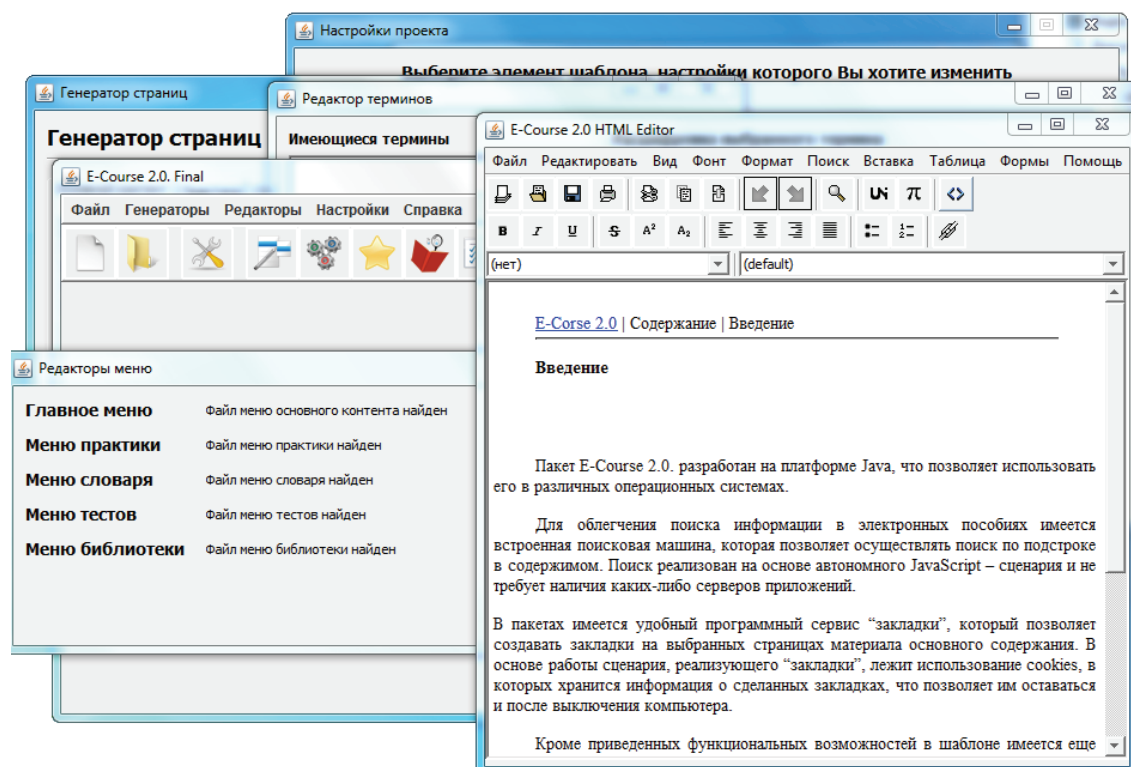 Настройки проекта
Выберите элемент шаблона, настройки которого Вы хотите изменить
Генератор страниц
Генератор страниц
Редактор терминов
Имеющиеся термины
E-Course 2.0. Final
Файл Генераторы Редакторы Настройки Справка
Редакторы меню
Главное меню Файл меню основного контента найден
Меню практики Файл меню практики найден
Меню словаря Файл меню словаря найден
Меню тестов Файл меню тестов найден
Меню библиотеки Файл меню библиотеки найден
E-Course 2.0 HTML Editor
Файл Редактировать Вид Фонт Формат Поиск Вставка Таблица Формы Помощь
(нет) (default)
E-Corse 2.0 | Содержание | Введение
Введение
Пакет E-Course 2.0. разработан на платформе Java, что позволяет использовать
его в различных операционных системах.
Для облегчения поиска информации в электронных пособиях имеется
встроенная поисковая машина, которая позволяет осуществлять поиск по подстроке
в содержимом. Поиск реализован на основе автономного JavaScript – сценария и не
требует наличия каких-либо серверов приложений.
В пакетах имеется удобный программный сервис “закладки”, который позволяет
создавать закладки на выбранных страницах материала основного содержания. В
основе работы сценария, реализующего “закладки”, лежит использование cookies, в
которых хранится информация о сделанных закладках, что позволяет им оставаться
и после выключения компьютера.
Кроме приведенных функциональных возможностей в шаблоне имеется еще